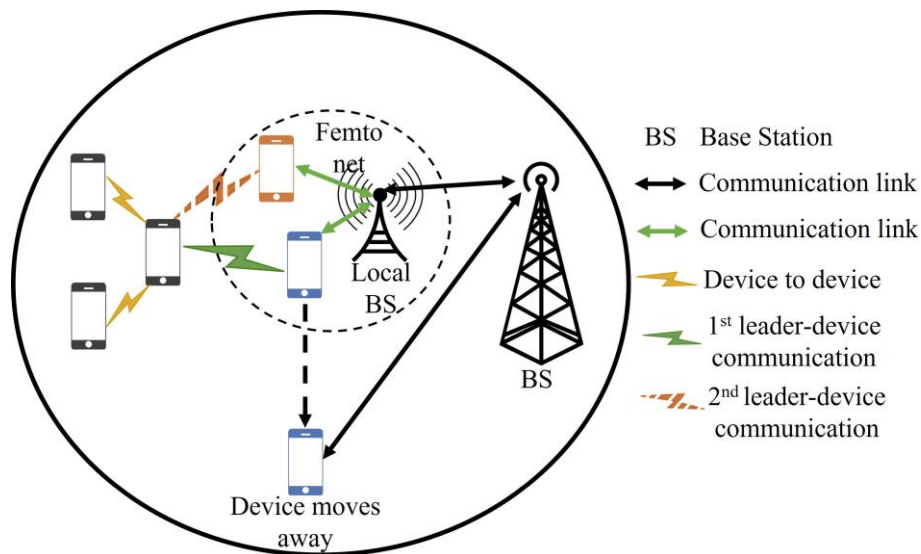 Femto
net
Local
BS
BS
Device moves
away
BS Base Station
Communication link
Communication link
Device to device
1st leader-device
communication
2nd leader-device
communication